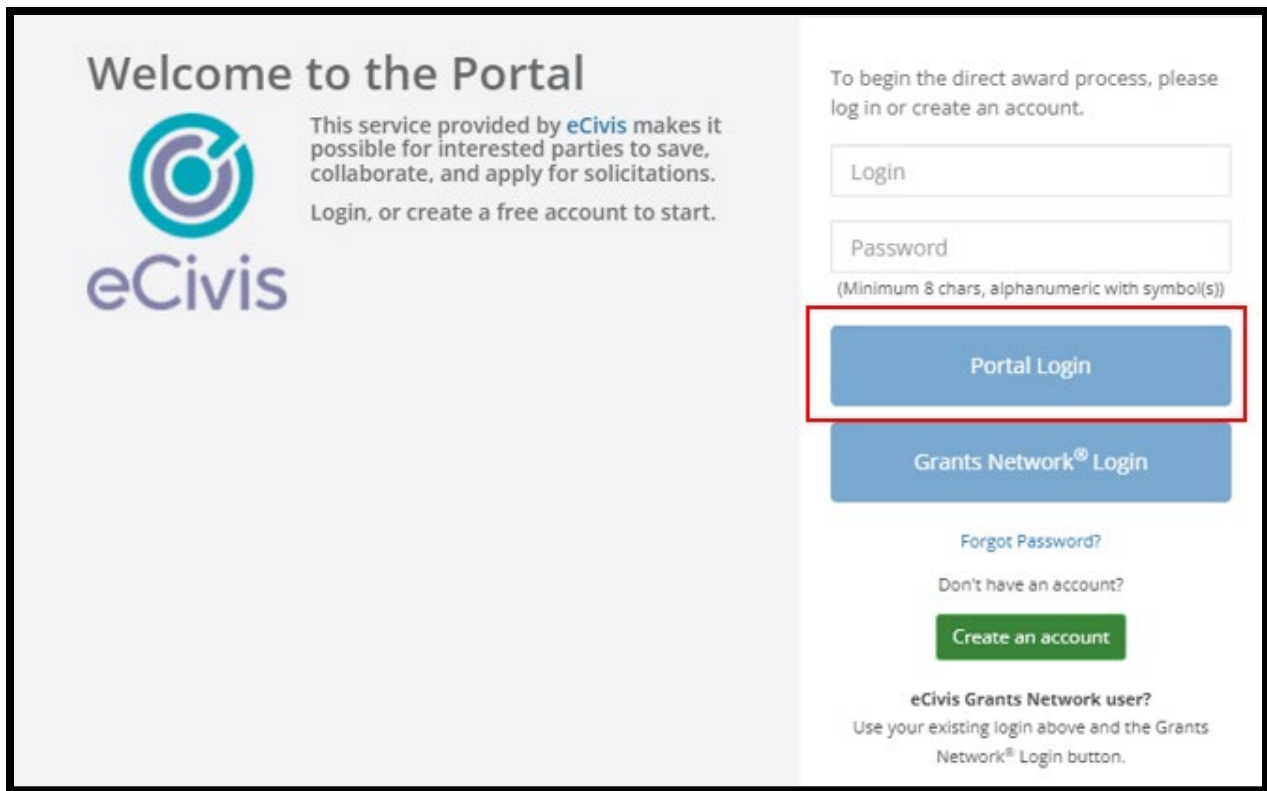 Welcome to the Portal
This service provided by eCivis makes it
possible for interested parties to save,
collaborate, and apply for solicitations.
Login, or create a free account to start.
eCivis
To begin the direct award process, please
log in or create an account.
Login
Password
(Minimum 8 chars, alphanumeric with symbol(s))
Portal Login
Grants Network® Login
Forgot Password?
Don't have an account?
Create an account
eCivis Grants Network user?
Use your existing login above and the Grants
Network® Login button.